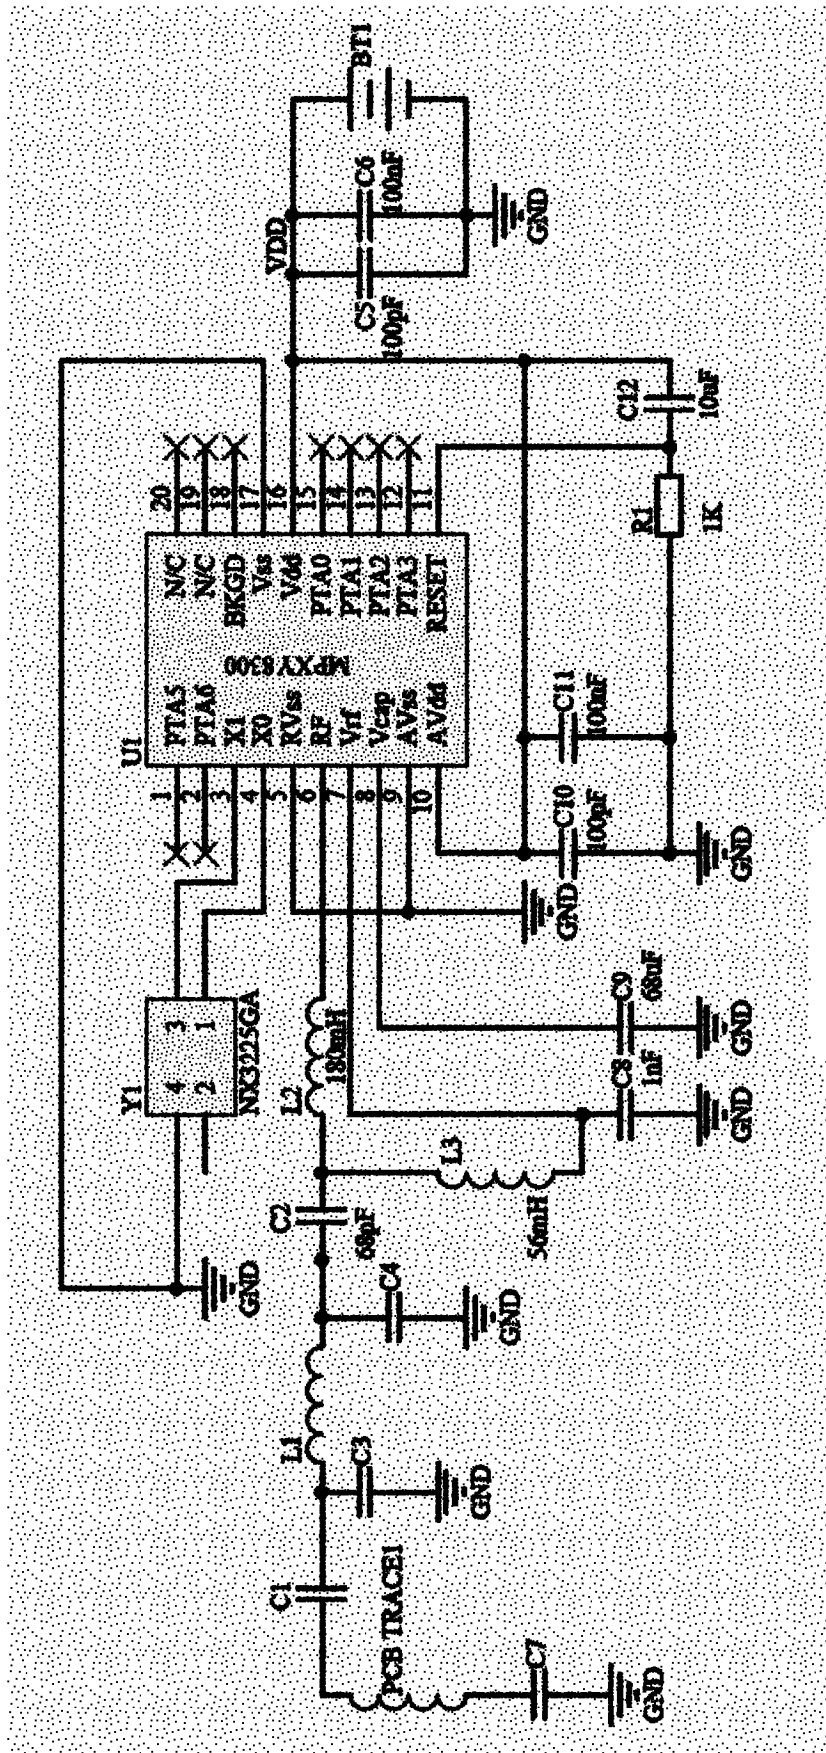 BT1
C6
100nF
GND
VDD
C5
100pF
C12
10nF
R1
1K
20
19
18
17
16
15
14
13
12
11
N/C
N/C
BKGD
Vss
Vdd
PTA0
PTA1
PTA2
PTA3
RESET
MPXY8300
U1
PTA5
PTA6
X1
X0
RVss
RF
Vrf
Vcap
AVss
AVdd
1
2
3
4
5
6
7
8
9
10
C11
100nF
C10
100pF
GND
GND
Y1
3
1
4
2
NX3225GA
L2
180mH
C9
68nF
GND
C8
1nF
GND
L3
56mH
C2
68pF
GND
C4
GND
L1
C3
GND
C1
PCB TRACE1
C7
GND